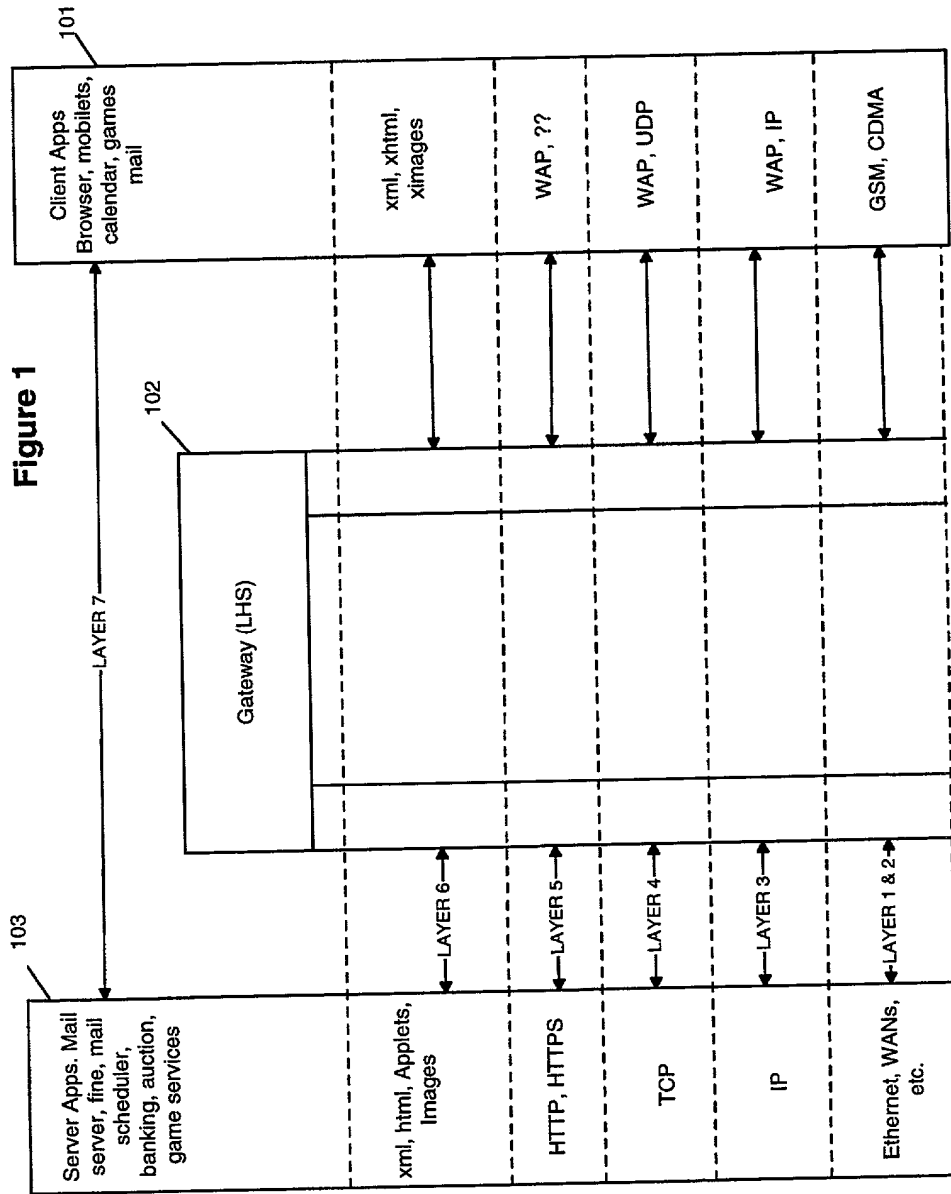 Figure 1
103
Server Apps. Mail
server, fine, mail
scheduler,
banking, auction,
game services
xml, html, Applets,
Images
HTTP, HTTPS
TCP
IP
Ethernet, WANs,
etc.
LAYER 7
LAYER 6
LAYER 5
LAYER 4
LAYER 3
LAYER 1 & 2
102
Gateway (LHS)
101
Client Apps
Browser, mobilets,
calendar, games
mail
xml, xhtml,
ximages
WAP, ??
WAP, UDP
WAP, IP
GSM, CDMA